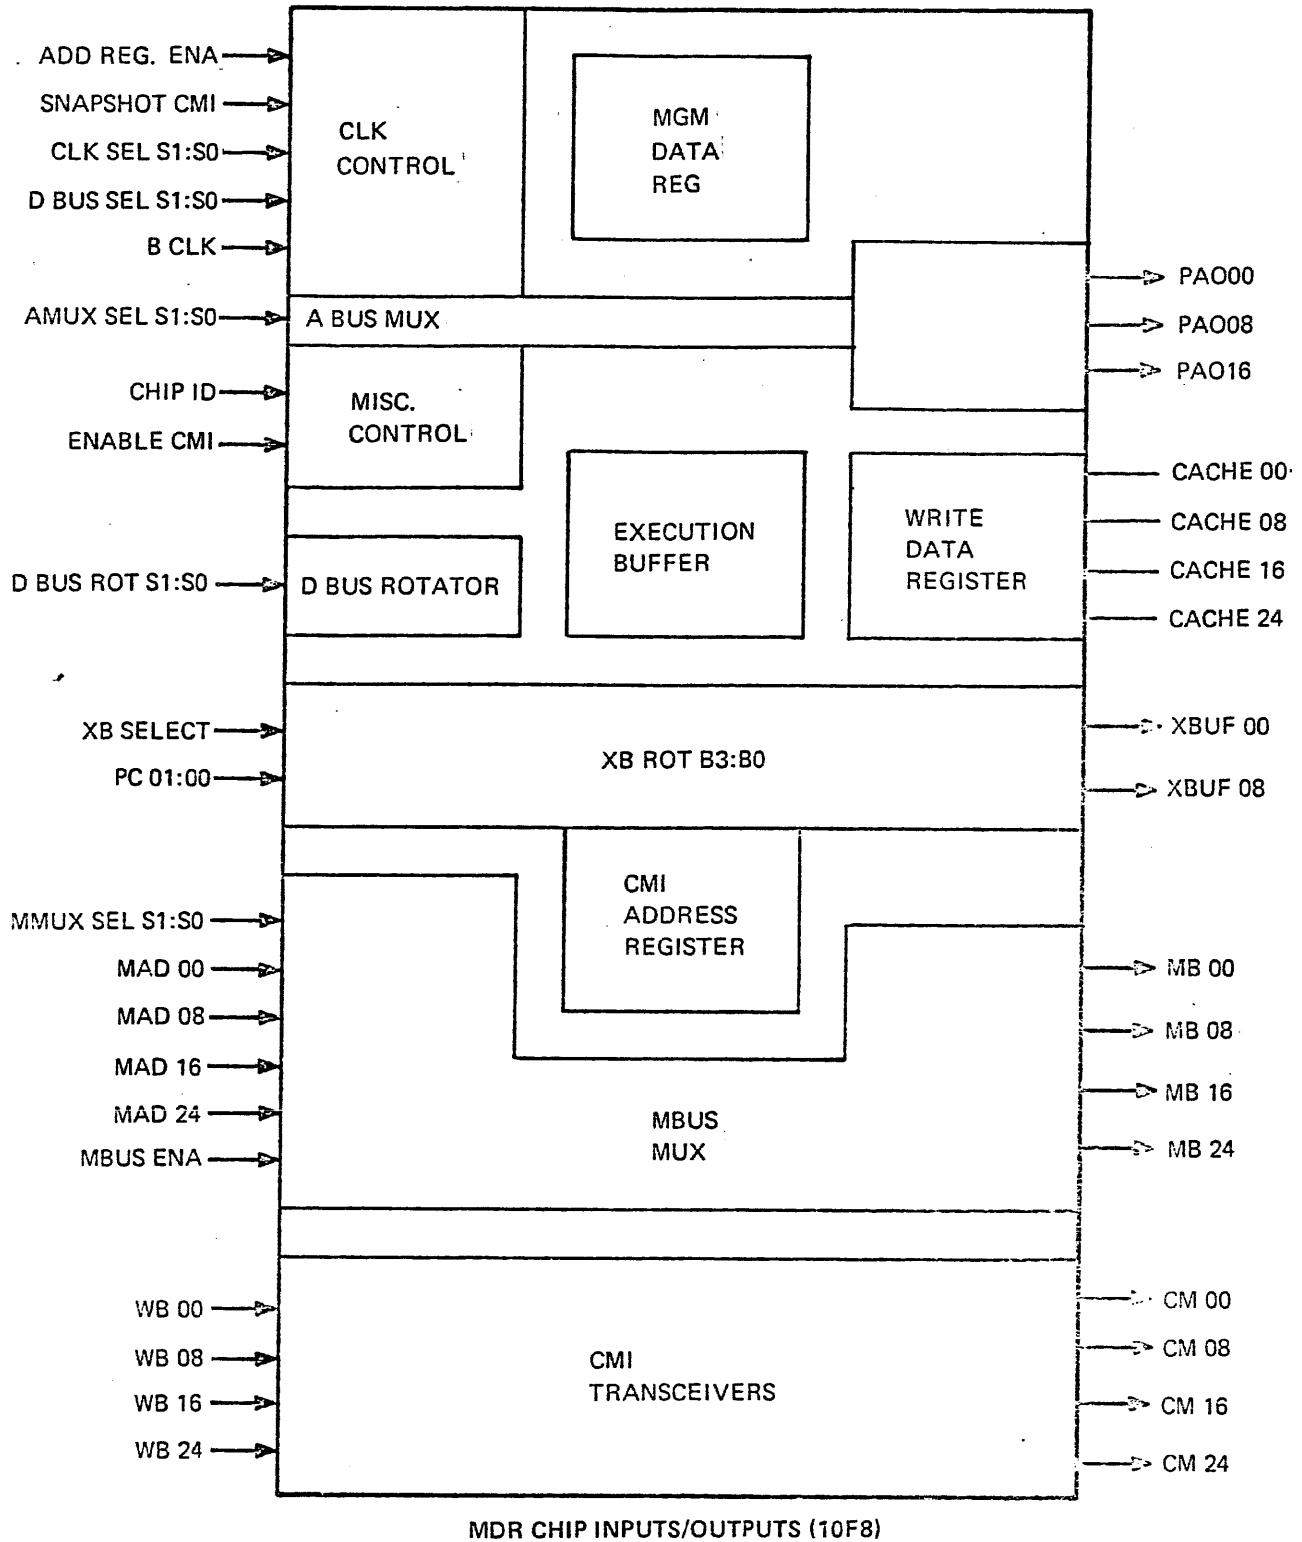 ADD REG. ENA
SNAPSHOT CMI
CLK SEL S1:S0
D BUS SEL S1:S0
B CLK
AMUX SEL S1:S0
CHIP ID
ENABLE CMI
D BUS ROT S1:S0
XB SELECT
PC 01:00
MMUX SEL S1:S0
MAD 00
MAD 08
MAD 16
MAD 24
MBUS ENA
WB 00
WB 08
WB 16
WB 24
CLK
CONTROL
MGM
DATA
REG
A BUS MUX
MISC.
CONTROL
D BUS ROTATOR
EXECUTION
BUFFER
WRITE
DATA
REGISTER
XB ROT B3:B0
CMI
ADDRESS
REGISTER
MBUS
MUX
CMI
TRANSCEIVERS
PAO00
PAO08
PAO16
CACHE 00
CACHE 08
CACHE 16
CACHE 24
XBUF 00
XBUF 08
MB 00
MB 08
MB 16
MB 24
CM 00
CM 08
CM 16
CM 24
MDR CHIP INPUTS/OUTPUTS (10F8)